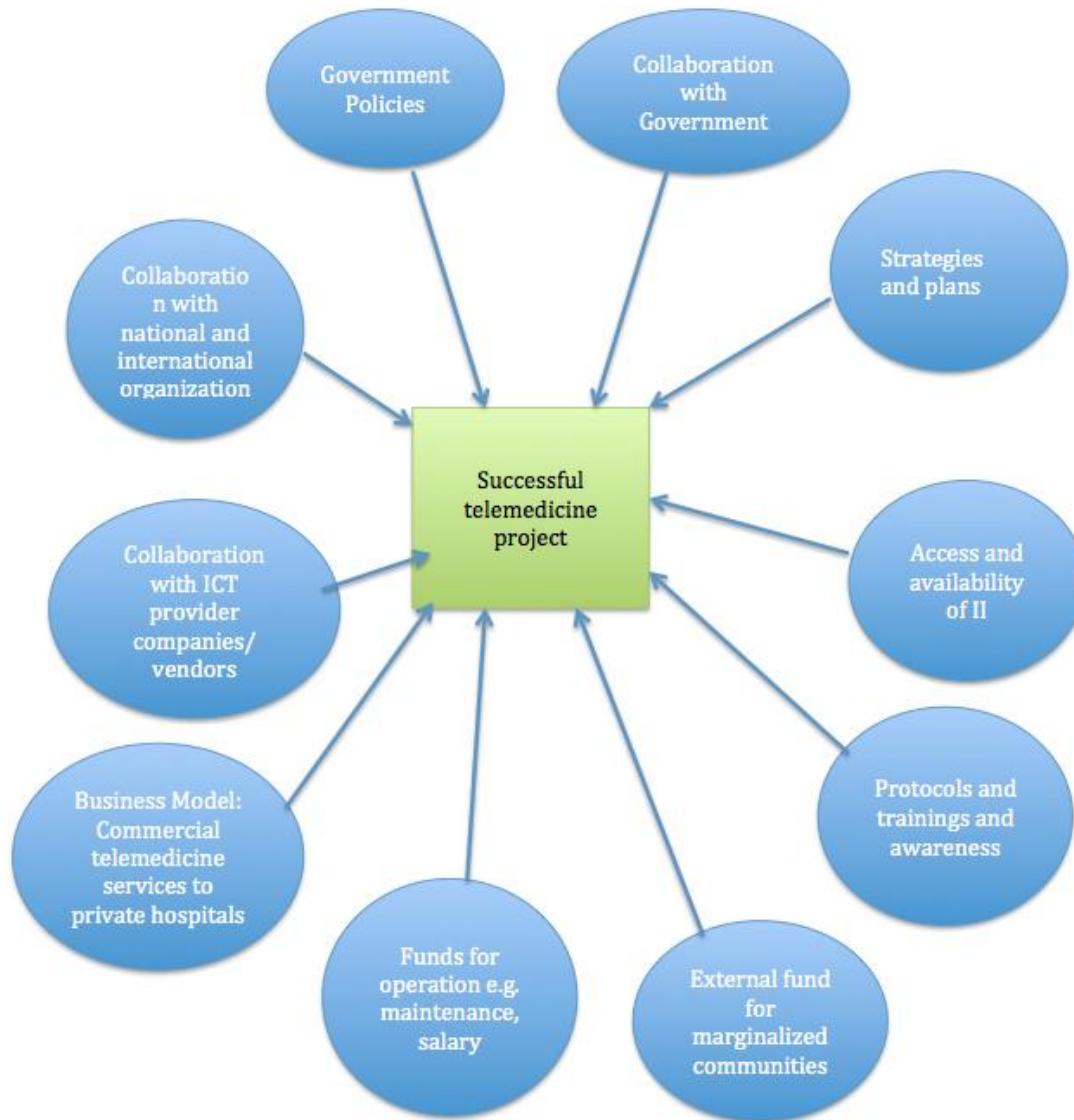 Government
Policies
Collaboration
with
Government
Strategies
and plans
Collaboratio
n with
national and
international
organization
Successful
telemedicine
project
Collaboration
with ICT
provider
companies/
vendors
Access and
availability
of II
Business Model:
Commercial
telemedicine
services to
private hospitals
Protocols and
trainings and
awareness
Funds for
operation e.g.
maintenance,
salary
External fund
for
marginalized
communities